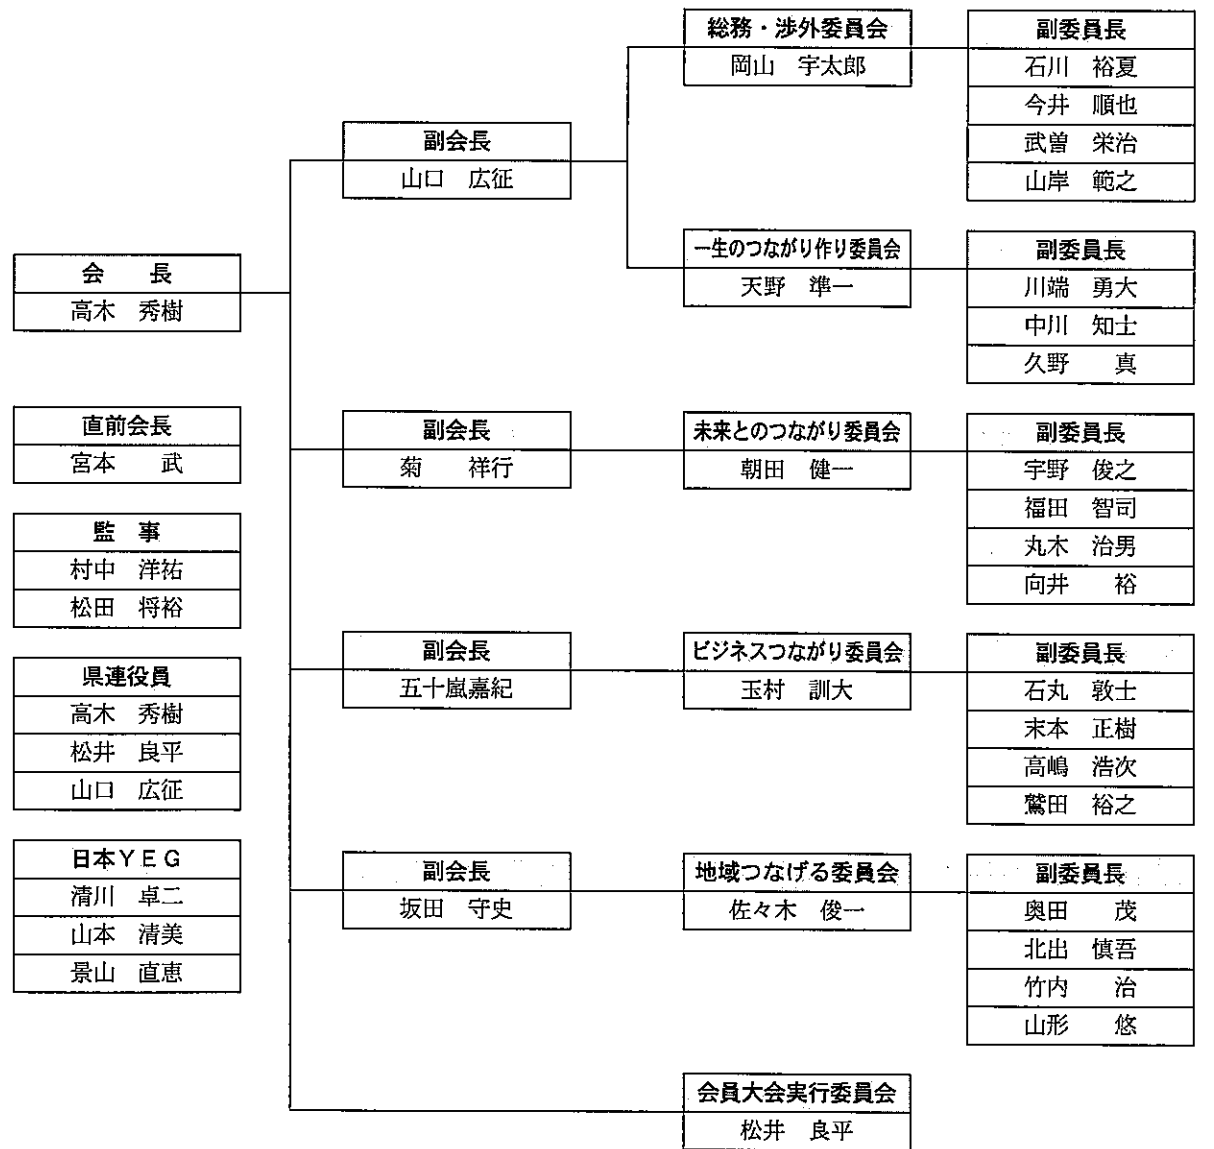 会　　長
高木　秀樹
直前会長
宮本　　武
監　事
村中　洋祐
松田　将裕
県連役員
高木　秀樹
松井　良平
山口　広征
日本ＹＥＧ
清川　卓二
山本　清美
景山　直恵
副会長
山口　広征
総務・渉外委員会
岡山　宇太郎
副委員長
石川　裕夏
今井　順也
武曽　栄治
山岸　範之
一生のつながり作り委員会
天野　準一
副委員長
川端　勇大
中川　知士
久野　　真
副会長
菊　　祥行
未来とのつながり委員会
朝田　健一
副委員長
宇野　俊之
福田　智司
丸木　治男
向井　　裕
副会長
五十嵐嘉紀
ビジネスつながり委員会
玉村　訓大
副委員長
石丸　敦士
末本　正樹
高嶋　浩次
鷲田　裕之
副会長
坂田　守史
地域つなげる委員会
佐々木　俊一
副委員長
奥田　　茂
北出　慎吾
竹内　　治
山形　　悠
会員大会実行委員会
松井　良平